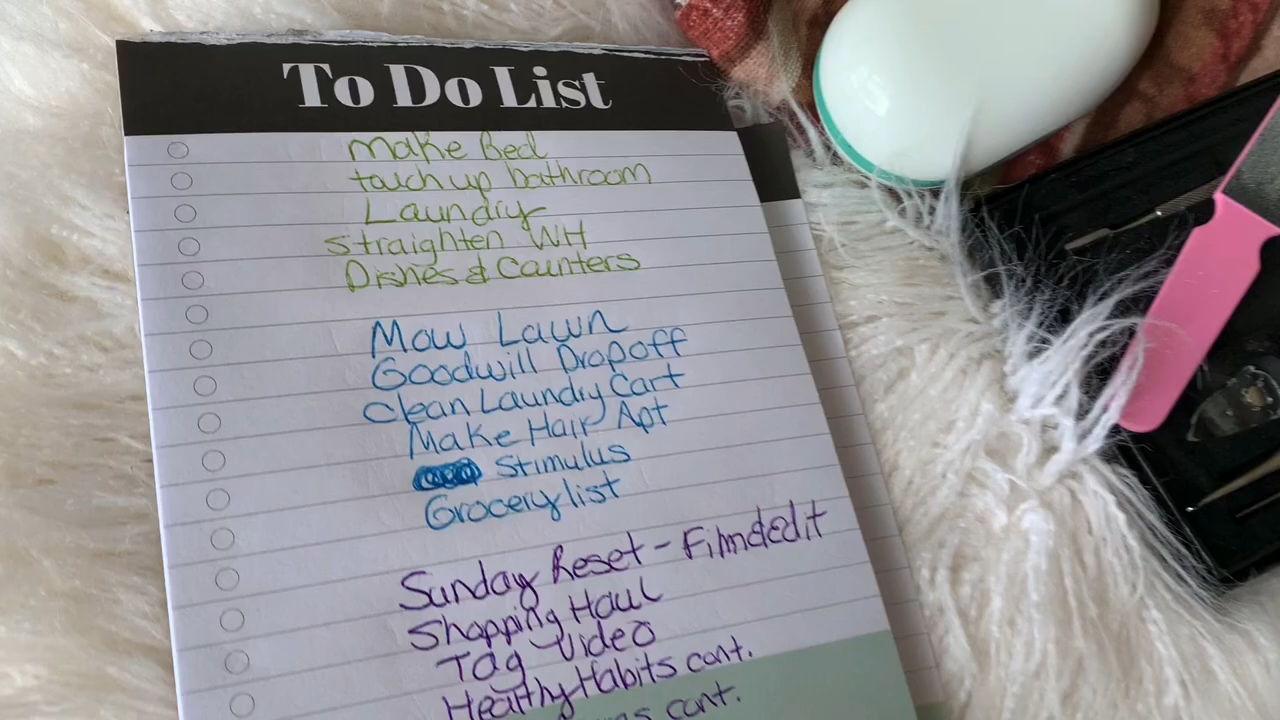 To Do List
Make Bed
touch up bathroom
Laundry
Straighten WH
Dishes & Counters
Mow Lawn
Goodwill Dropoff
Clean Laundry Cart
Make Hair Apt
Stimulus
Grocery list
Sunday Reset - Film & edit
Shopping Haul
Tag Video
Healthy Habits cont.
cont.